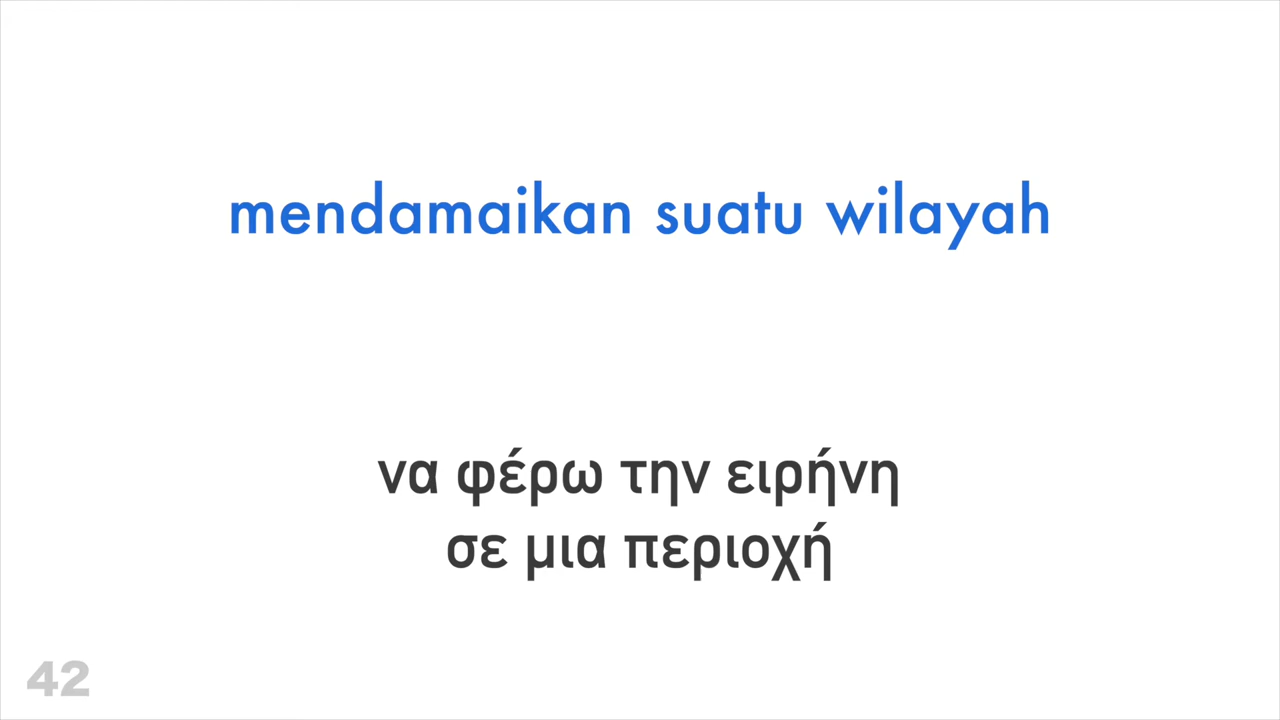 mendamaikan suatu wilayah
να φέρω την ειρήνη
σε μια περιοχή
42